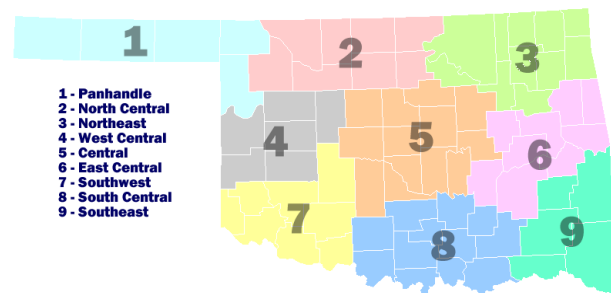 1
2
3
1 - Panhandle
2 - North Central
3 - Northeast
4 - West Central
5 - Central
6 - East Central
7 - Southwest
8 - South Central
9 - Southeast
4
5
6
7
8
9